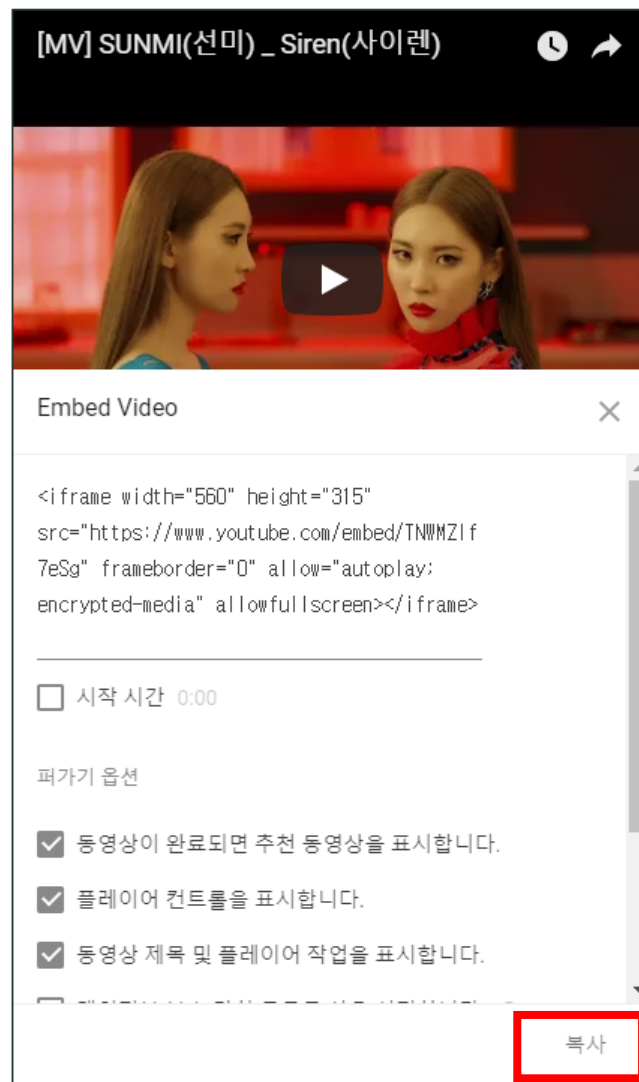 [MV] SUNMI(선미) _ Siren(사이렌)
Embed Video
<iframe width="560" height="315"
src="https://www.youtube.com/embed/TNWMZIf
7eSg" frameborder="0" allow="autoplay;
encrypted-media" allowfullscreen></iframe>
시작 시간 0:00
퍼가기 옵션
동영상이 완료되면 추천 동영상을 표시합니다.
플레이어 컨트롤을 표시합니다.
동영상 제목 및 플레이어 작업을 표시합니다.
복사